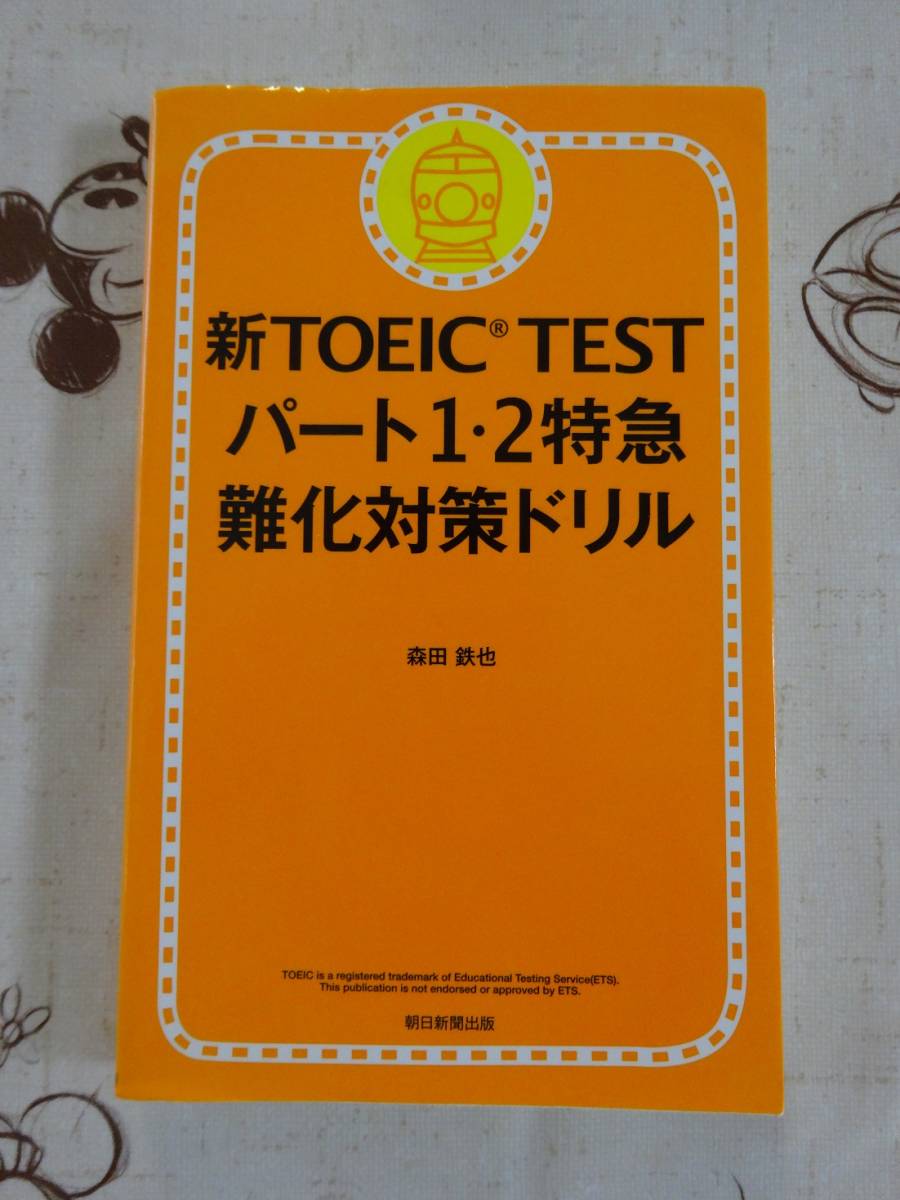 新TOEIC® TEST
パート1・2特急
難化対策ドリル
森田 鉄也
TOEIC is a registered trademark of Educational Testing Service(ETS).
This publication is not endorsed or approved by ETS.
朝日新聞出版